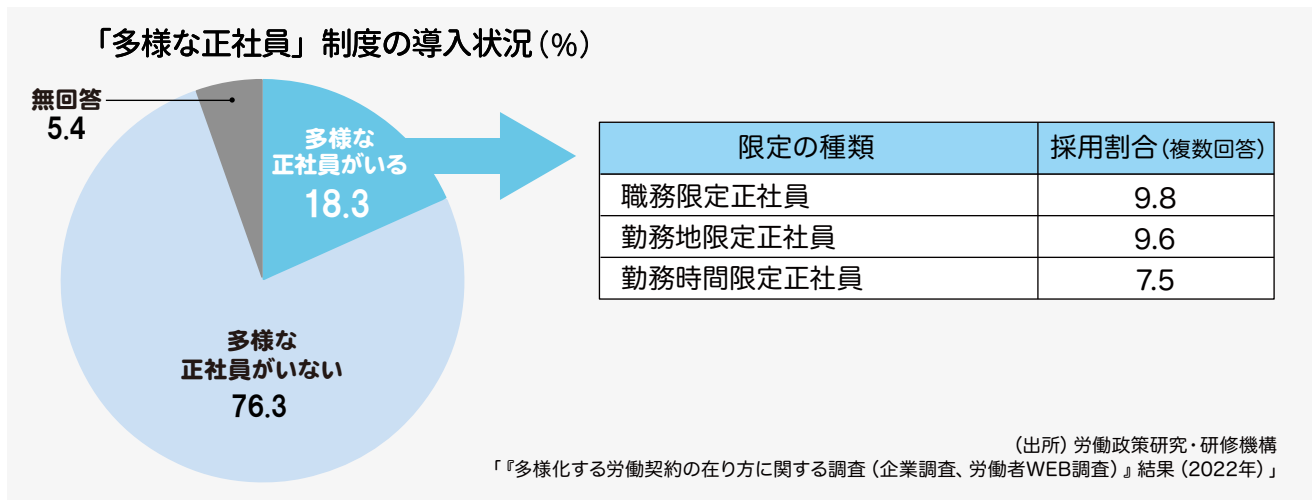 「多様な正社員」制度の導入状況(%)
無回答
5.4
多様な
正社員がいる
18.3
多様な
正社員がいない
76.3
限定の種類 採用割合(複数回答)
職務限定正社員 9.8
勤務地限定正社員 9.6
勤務時間限定正社員 7.5
(出所)労働政策研究・研修機構
「『多様化する労働契約の在り方に関する調査(企業調査、労働者WEB調査)』結果(2022年)」